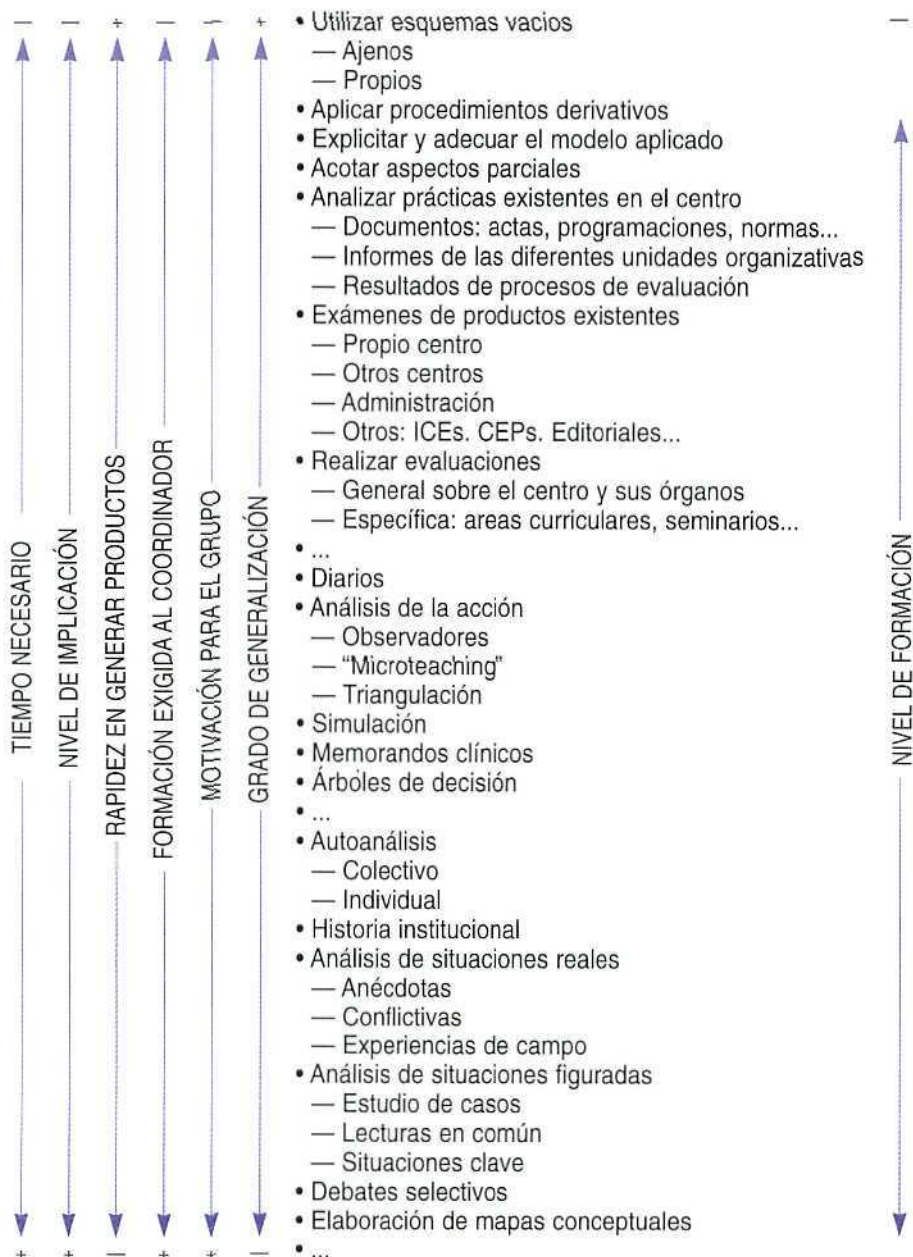 — — + — — + • Utilizar esquemas vacios —
— Ajenos
— Propios
• Aplicar procedimientos derivativos
• Explicitar y adecuar el modelo aplicado
• Acotar aspectos parciales
• Analizar prácticas existentes en el centro
— Documentos: actas, programaciones, normas...
— Informes de las diferentes unidades organizativas
— Resultados de procesos de evaluación
• Exámenes de productos existentes
— Propio centro
— Otros centros
— Administración
— Otros: ICEs. CEPs. Editoriales...
• Realizar evaluaciones
— General sobre el centro y sus órganos
— Específica: areas curriculares, seminarios...
• ...
• Diarios
• Análisis de la acción
— Observadores
— "Microteaching"
— Triangulación
• Simulación
• Memorandos clínicos
• Árboles de decisión
• ...
• Autoanálisis
— Colectivo
— Individual
• Historia institucional
• Análisis de situaciones reales
— Anécdotas
— Conflictivas
— Experiencias de campo
• Análisis de situaciones figuradas
— Estudio de casos
— Lecturas en común
— Situaciones clave
• Debates selectivos
• Elaboración de mapas conceptuales
+ + — + + — • ...
TIEMPO NECESARIO
NIVEL DE IMPLICACIÓN
RAPIDEZ EN GENERAR PRODUCTOS
FORMACIÓN EXIGIDA AL COORDINADOR
MOTIVACIÓN PARA EL GRUPO
GRADO DE GENERALIZACIÓN
NIVEL DE FORMACIÓN